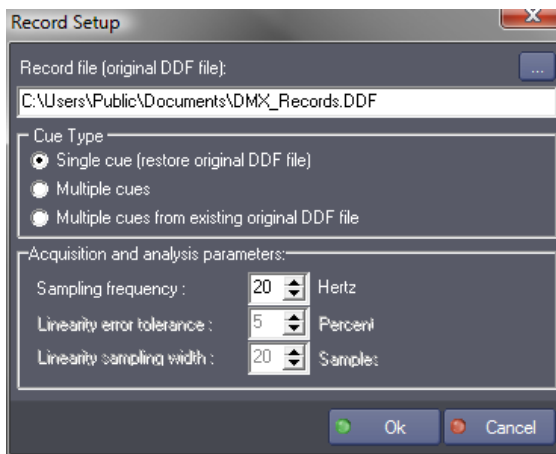 Record Setup
Record file (original DDF file):
...
C:\Users\Public\Documents\DMX_Records.DDF
Cue Type
Single cue (restore original DDF file)
Multiple cues
Multiple cues from existing original DDF file
Acquisition and analysis parameters:
Sampling frequency : 20 Hertz
Linearity error tolerance : 5 Percent
Linearity sampling width : 20 Samples
Ok Cancel